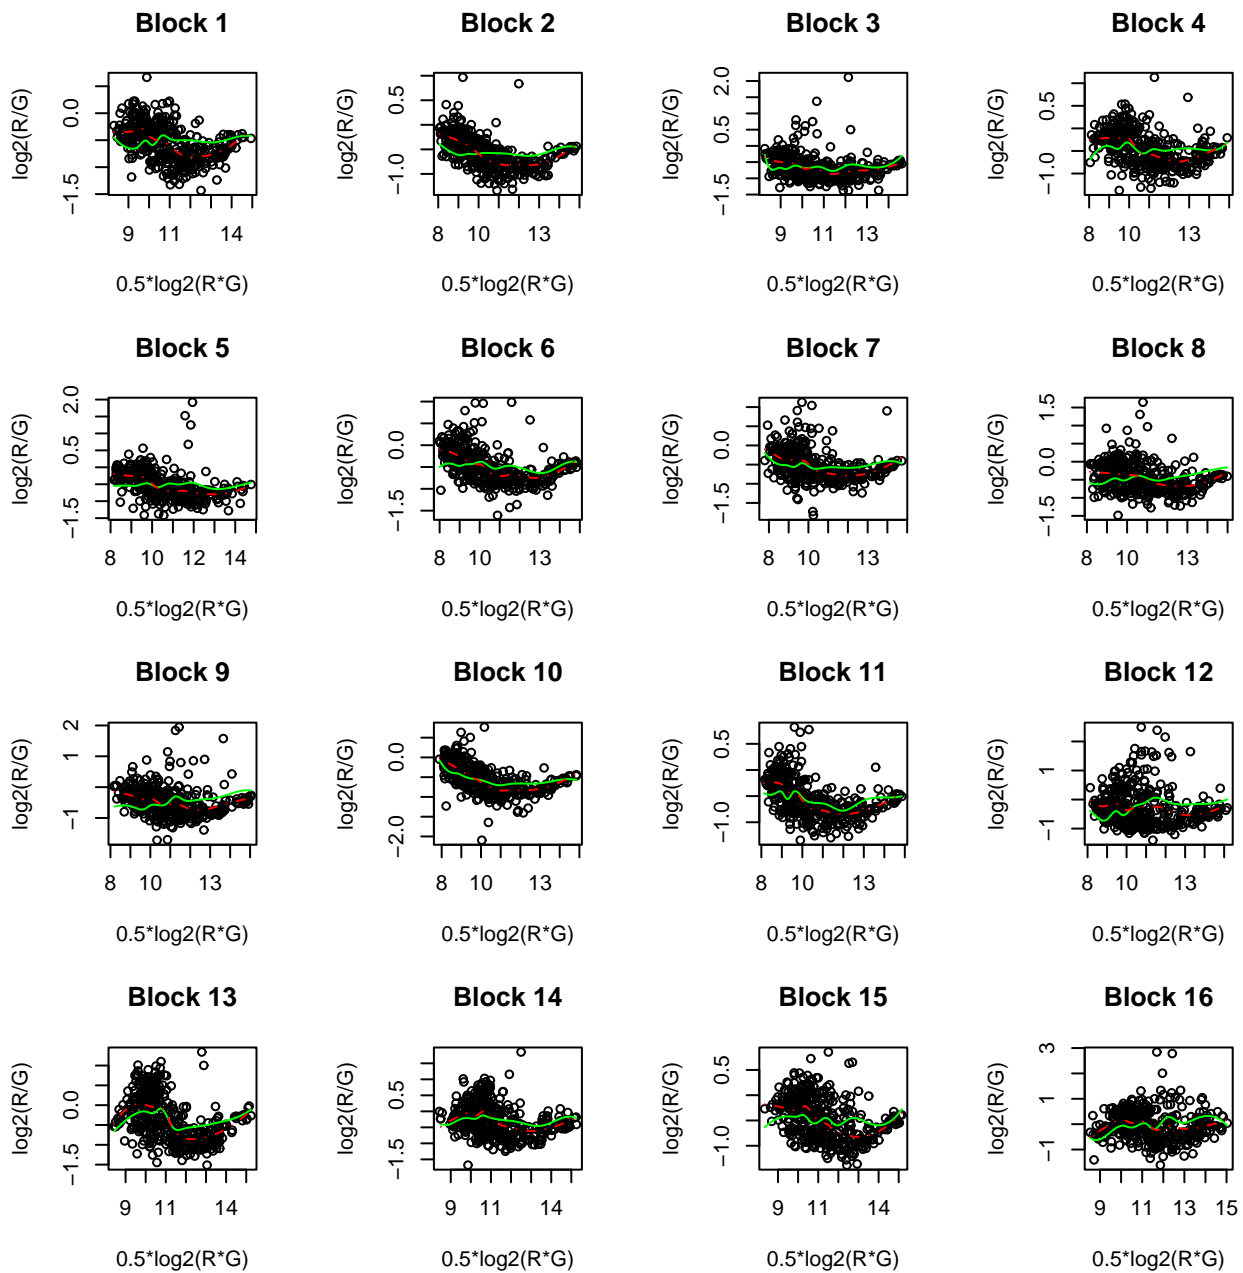 Block 1 Block 2 Block 3 Block 4
log2(R/G) log2(R/G) log2(R/G) log2(R/G)
0.0 0.5 2.0 0.5
0.5
-1.5 -1.0 -1.5 -1.0
9 11 14 8 10 13 9 11 13 8 10 13
0.5*log2(R*G) 0.5*log2(R*G) 0.5*log2(R*G) 0.5*log2(R*G)
Block 5 Block 6 Block 7 Block 8
log2(R/G) log2(R/G) log2(R/G) log2(R/G)
2.0 0.0 0.0 1.5
0.5 0.0
-1.5 -1.5 -1.5 -1.5
8 10 12 14 8 10 13 8 10 13 8 10 13
0.5*log2(R*G) 0.5*log2(R*G) 0.5*log2(R*G) 0.5*log2(R*G)
Block 9 Block 10 Block 11 Block 12
log2(R/G) log2(R/G) log2(R/G) log2(R/G)
2 0.0 0.5 1
1
-1 -2.0 -1.0 -1
8 10 13 8 10 13 8 10 13 8 10 13
0.5*log2(R*G) 0.5*log2(R*G) 0.5*log2(R*G) 0.5*log2(R*G)
Block 13 Block 14 Block 15 Block 16
log2(R/G) log2(R/G) log2(R/G) log2(R/G)
0.0 0.5 0.5 3
1
-1.5 -1.5 -1.0 -1
9 11 14 9 11 14 9 11 14 9 11 13 15
0.5*log2(R*G) 0.5*log2(R*G) 0.5*log2(R*G) 0.5*log2(R*G)